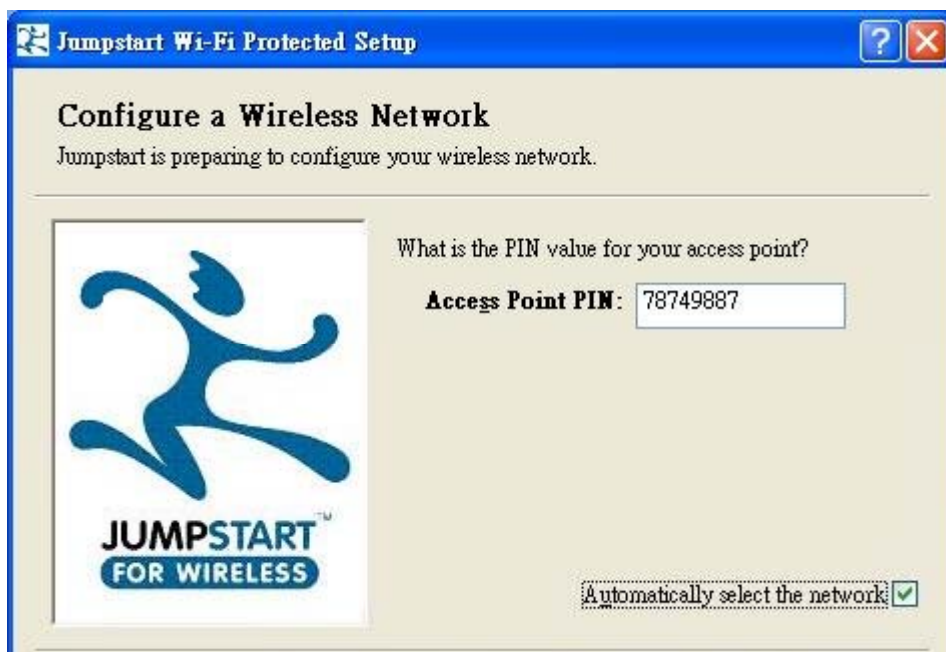 Jumpstart Wi-Fi Protected Setup
Configure a Wireless Network
Jumpstart is preparing to configure your wireless network.
What is the PIN value for your access point?
Access Point PIN: 78749887
JUMPSTART™
FOR WIRELESS
Automatically select the network